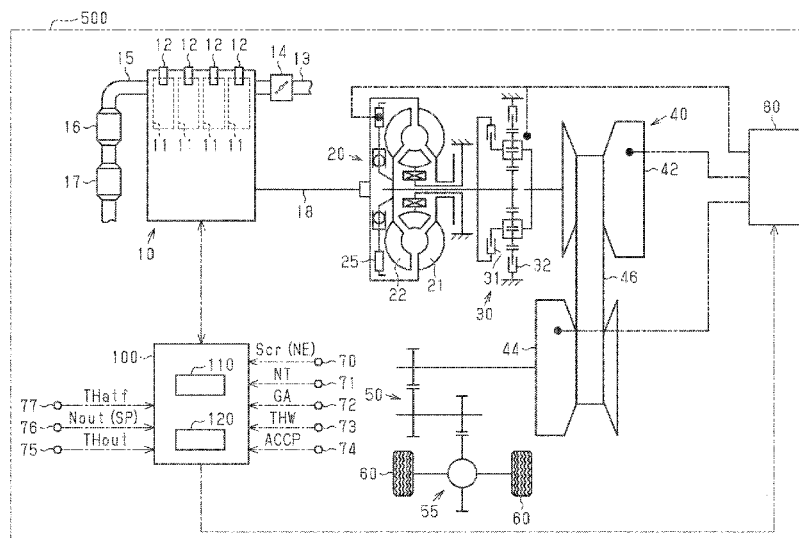 500
12 12 12 12 14 13
15
16
17
11 11 11 11
10
18
20
25
22 21
31 32
30
40
42
80
46
44
100
110
120
Scr (NE) 70
NT 71
GA 72
THW 73
ACCP 74
77 THatf
76 Nout (SP)
75 THout
50
60
55
60